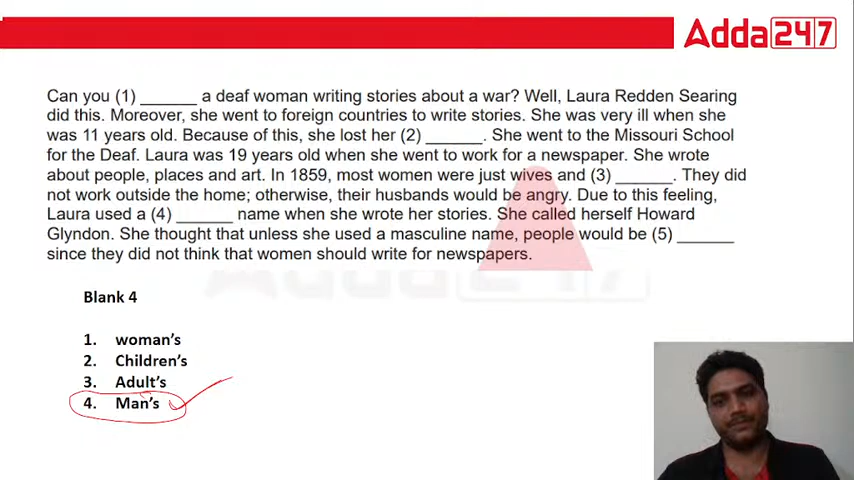 Adda247
Can you (1) ______ a deaf woman writing stories about a war? Well, Laura Redden Searing
did this. Moreover, she went to foreign countries to write stories. She was very ill when she
was 11 years old. Because of this, she lost her (2) ______. She went to the Missouri School
for the Deaf. Laura was 19 years old when she went to work for a newspaper. She wrote
about people, places and art. In 1859, most women were just wives and (3) ______. They did
not work outside the home; otherwise, their husbands would be angry. Due to this feeling,
Laura used a (4) ______ name when she wrote her stories. She called herself Howard
Glyndon. She thought that unless she used a masculine name, people would be (5) ______
since they did not think that women should write for newspapers.
Blank 4
1. woman's
2. Children's
3. Adult's
4. Man's